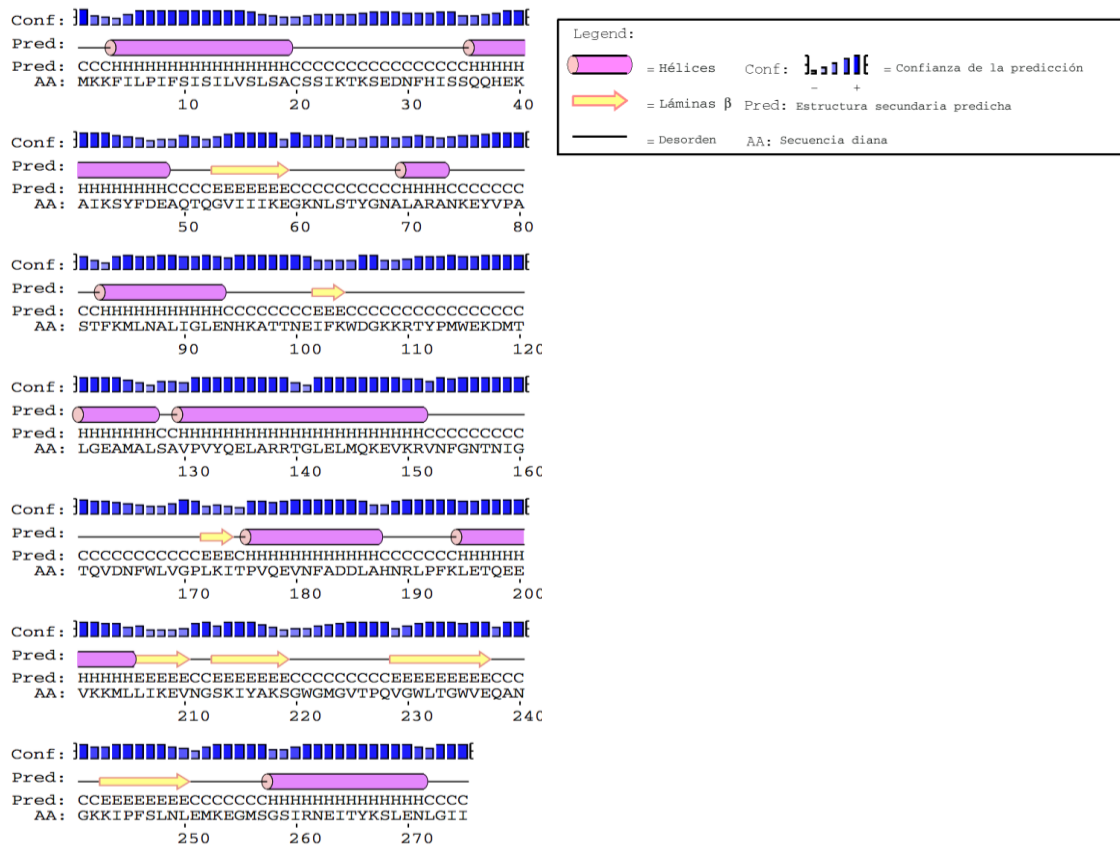 Conf:
Pred:
Pred: CCCHHHHHHHHHHHHHHHHCCCCCCCCCCCCCCCCHHHHH
AA: MKKFILPIFSISILVSLSACSSIKTKSEDNFHISSQQHEK
10 20 30 40
Conf:
Pred:
Pred: HHHHHHHHCCCCEEEEEEECCCCCCCCCCHHHHCCCCCCC
AA: AIKSYFDEAQTQGVIIIKEGKNLSTYGNALARANKEYVPA
50 60 70 80
Conf:
Pred:
Pred: CCHHHHHHHHHHHCCCCCCCCEEECCCCCCCCCCCCCCCC
AA: STFKMLNALIGLENHKATTNEIFKWDGKKRTYPMWEKDMT
90 100 110 120
Conf:
Pred:
Pred: HHHHHHHCCHHHHHHHHHHHHHHHHHHHHHHCCCCCCCCC
AA: LGEAMALSAVPVYQELARRTGLELMQKEVKRVNFGNTNIG
130 140 150 160
Conf:
Pred:
Pred: CCCCCCCCCCCEEECHHHHHHHHHHHHCCCCCCCHHHHHH
AA: TQVDNFWLVGPLKITPVQEVNFADDLAHNRLPFKLETQEE
170 180 190 200
Conf:
Pred:
Pred: HHHHHEEEEECCEEEEEEECCCCCCCCCEEEEEEEEECCC
AA: VKKMLLIKEVNGSKIYAKSGWGMGVTPQVGWLTGWVEQAN
210 220 230 240
Conf:
Pred:
Pred: CCEEEEEEEECCCCCCCHHHHHHHHHHHHHHCCCC
AA: GKKIPFSLNLEMKEGMSGSIRNEITYKSLENLGII
250 260 270
Legend:
= Hélices Conf: = Confianza de la predicción
- +
= Láminas β Pred: Estructura secundaria predicha
= Desorden AA: Secuencia diana